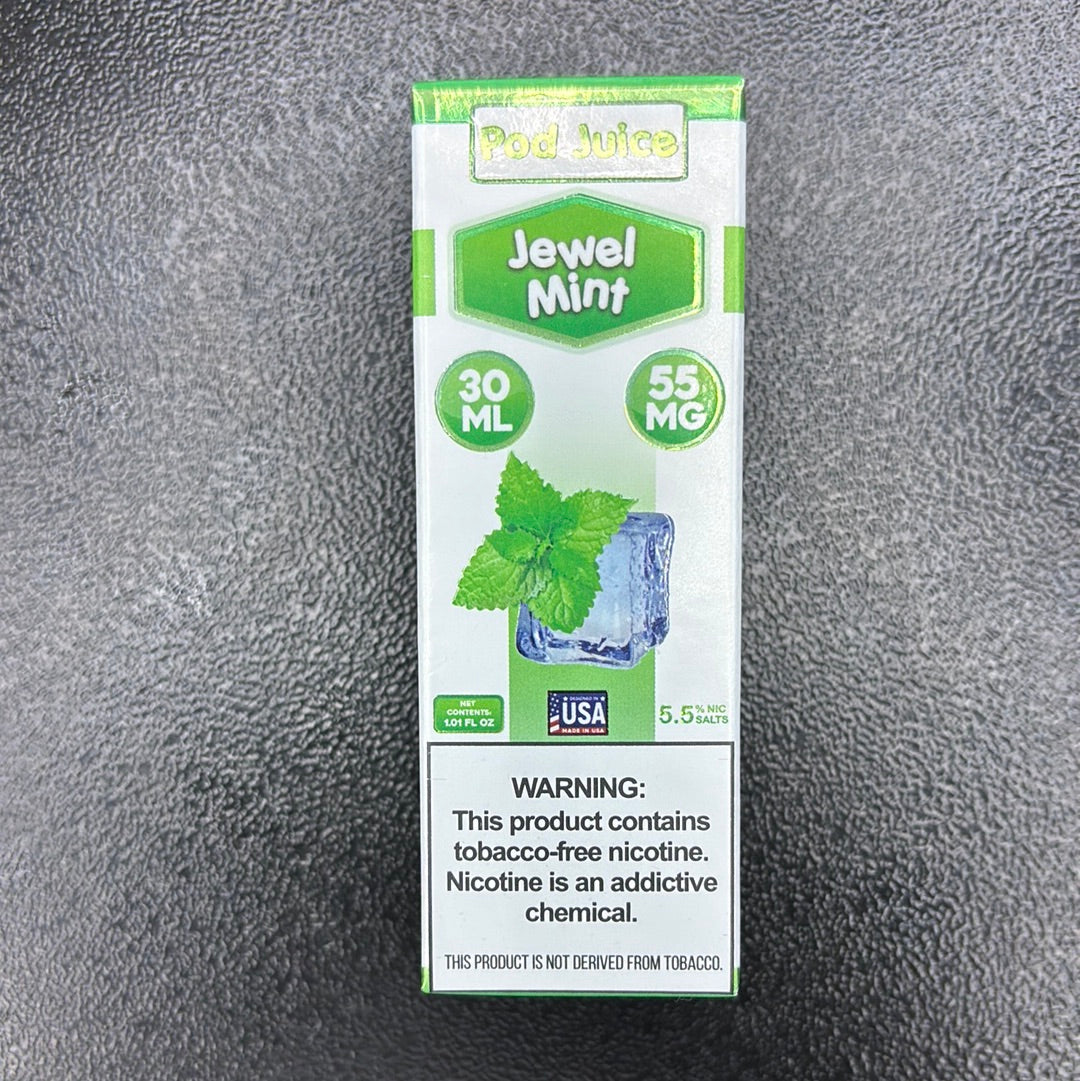 Pod Juice
Jewel
Mint
30
ML
55
MG
NET
CONTENTS:
1.01 FL OZ
DESIGNED IN
USA
MADE IN USA
5.5% NIC
SALTS
WARNING:
This product contains
tobacco-free nicotine.
Nicotine is an addictive
chemical.
THIS PRODUCT IS NOT DERIVED FROM TOBACCO.